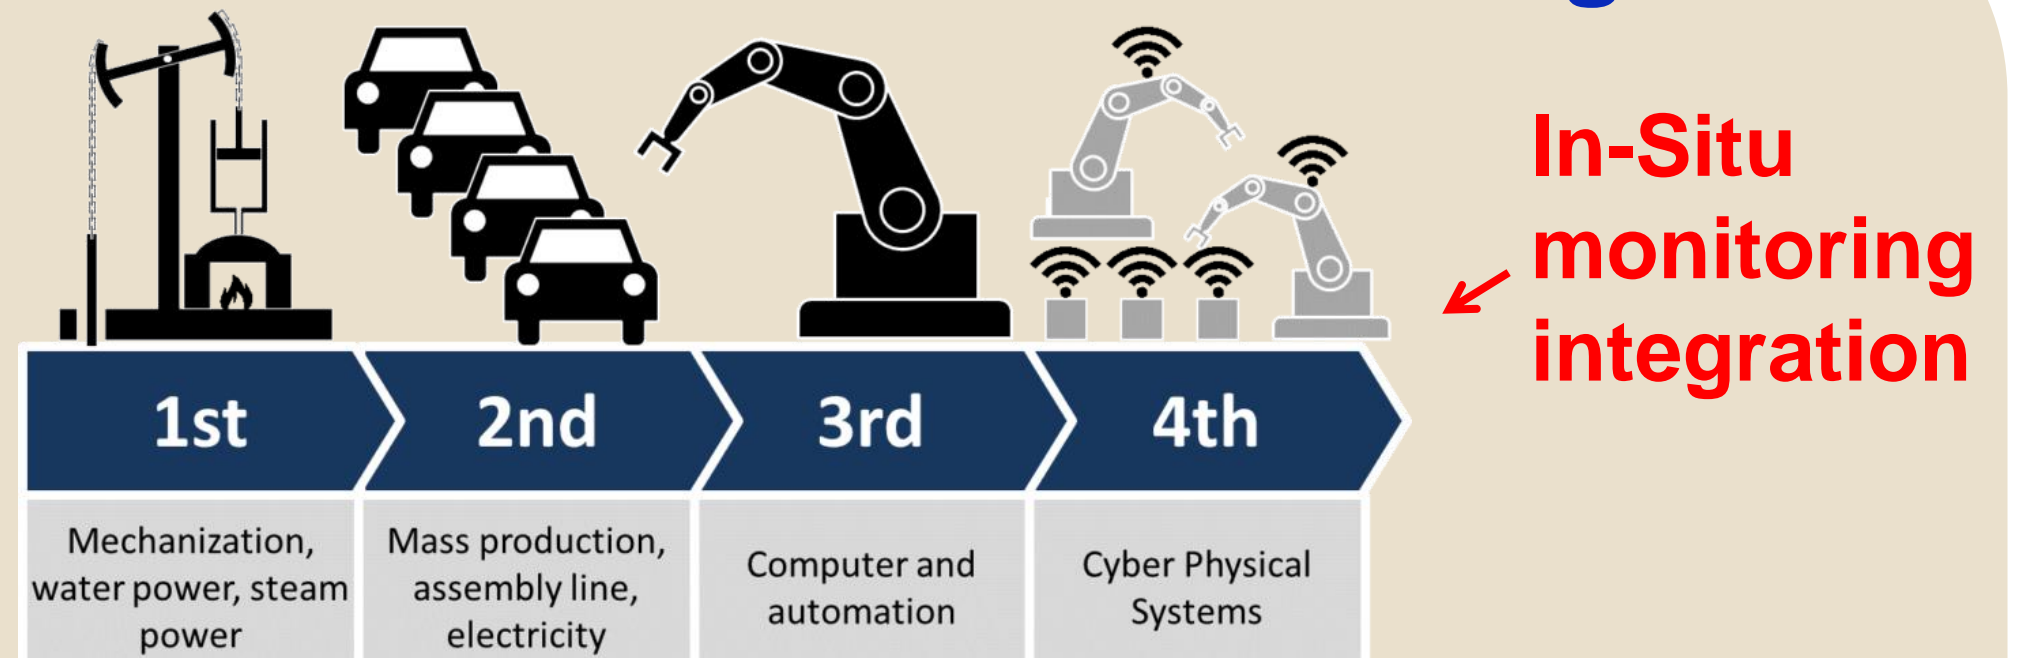 In-Situ
monitoring
integration
1st
2nd
3rd
4th
Mechanization,
water power, steam
power
Mass production,
assembly line,
electricity
Computer and
automation
Cyber Physical
Systems